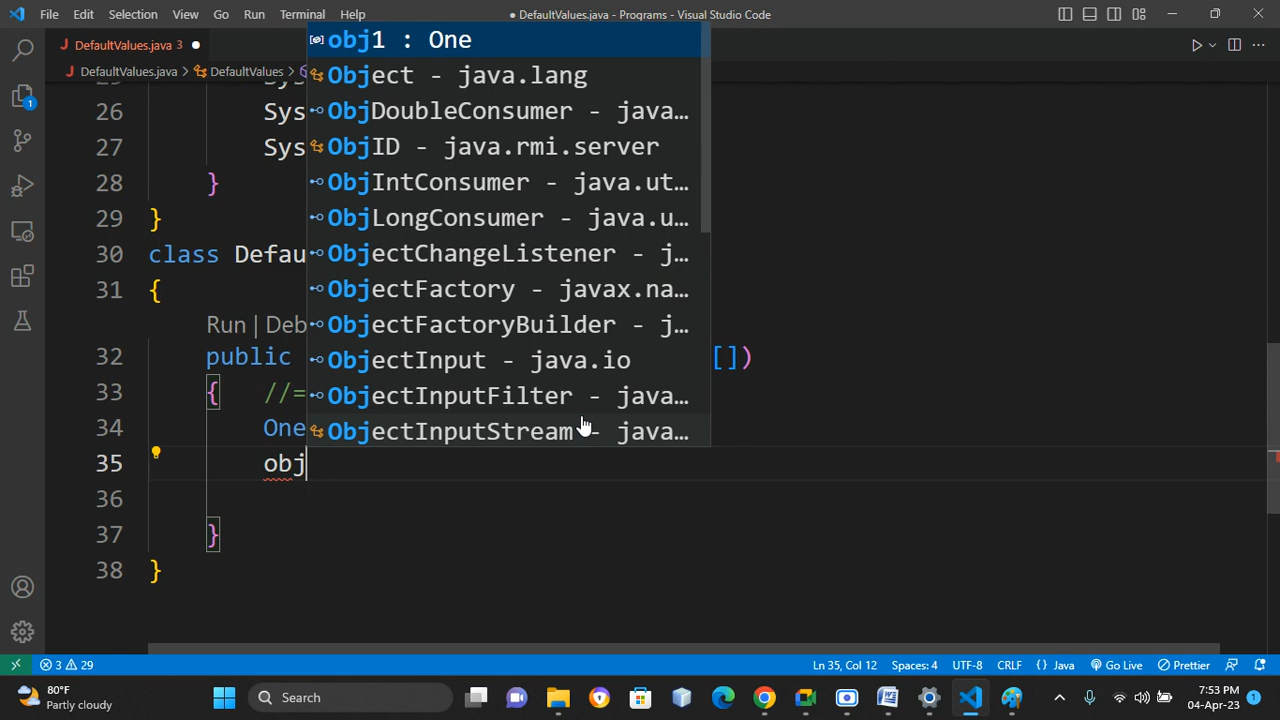 File Edit Selection View Go Run Terminal Help
● DefaultValues.java - Programs - Visual Studio Code
J DefaultValues.java 3 ●
J DefaultValues.java > DefaultValues >
26 Sys
27 Sys
28 }
29 }
30 class Defau
31 {
Run | Deb
32 public [])
33 { //=
34 One
35 obj
36
37 }
38 }
obj1 : One
Object - java.lang
ObjDoubleConsumer - java...
ObjID - java.rmi.server
ObjIntConsumer - java.ut...
ObjLongConsumer - java.u...
ObjectChangeListener - j...
ObjectFactory - javax.na...
ObjectFactoryBuilder - j...
ObjectInput - java.io
ObjectInputFilter - java...
ObjectInputStream - java...
1
3 29 Ln 35, Col 12 Spaces: 4 UTF-8 CRLF {} Java Go Live Prettier
80°F
Partly cloudy
Search
7:53 PM
04-Apr-23
1